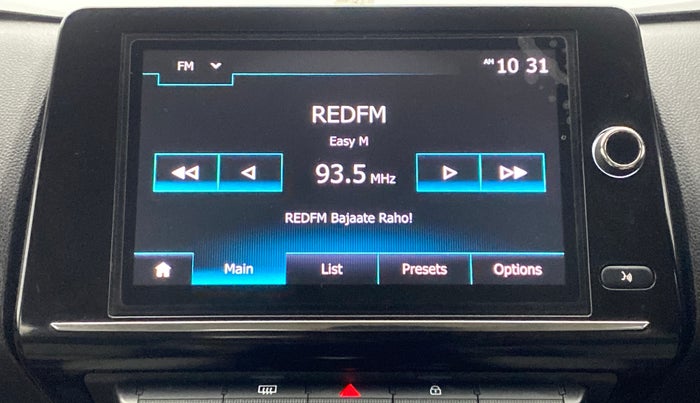 FM
AM 10 31
REDFM
Easy M
93.5 MHz
REDFM Bajaate Raho!
Main List Presets Options